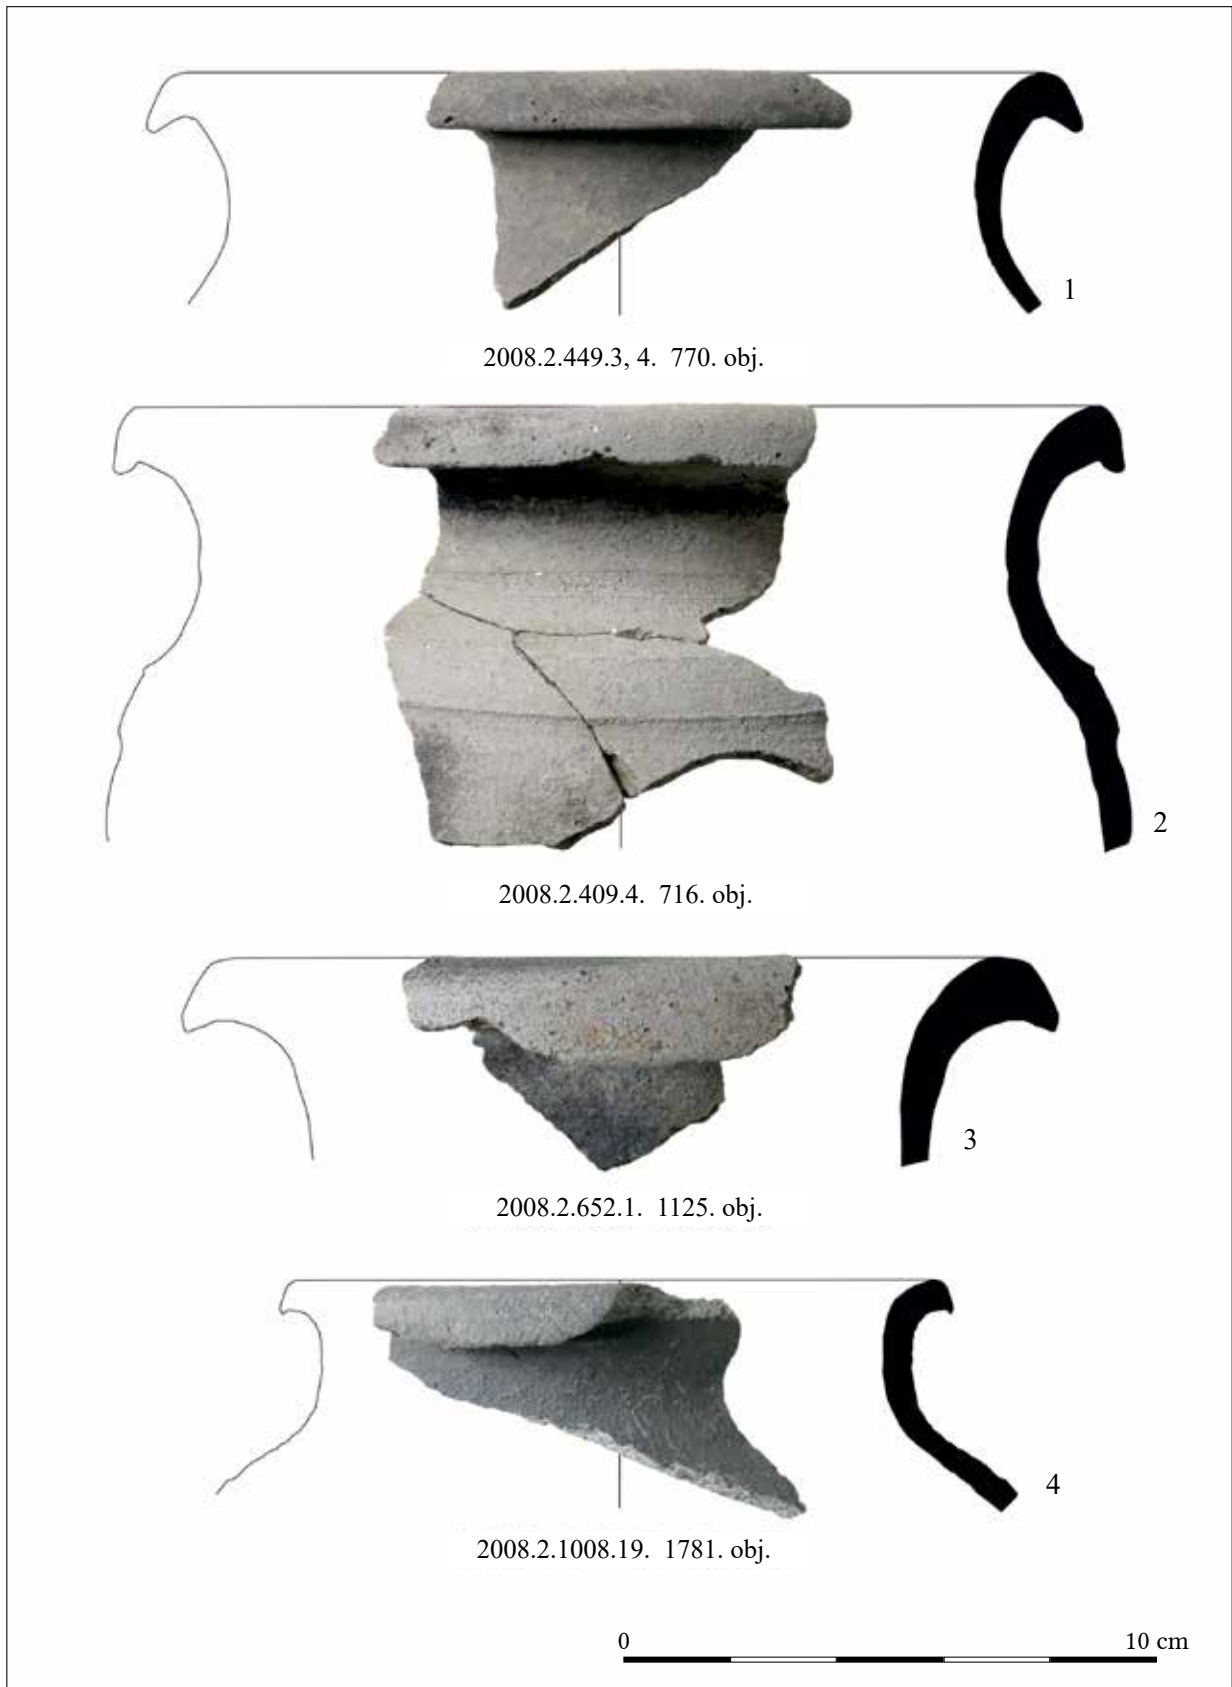 1
2008.2.449.3, 4. 770. obj.
2
2008.2.409.4. 716. obj.
3
2008.2.652.1. 1125. obj.
4
2008.2.1008.19. 1781. obj.
0 10 cm